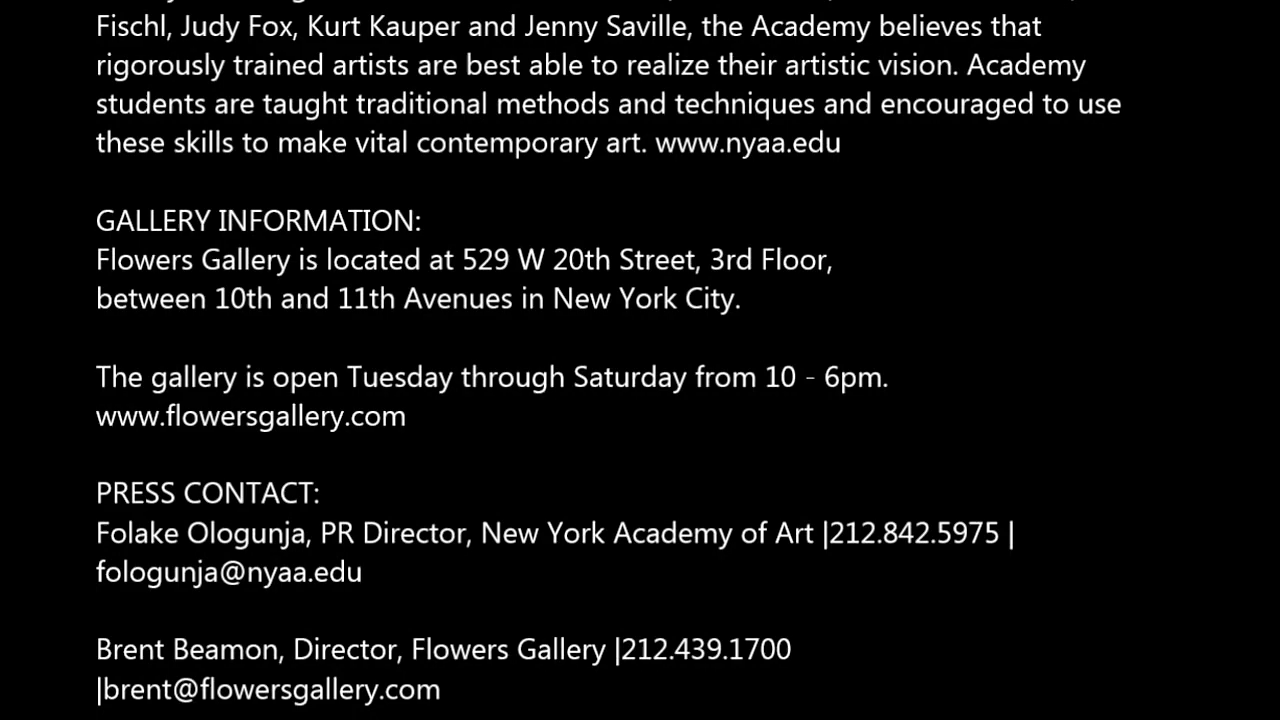 Fischl, Judy Fox, Kurt Kauper and Jenny Saville, the Academy believes that
rigorously trained artists are best able to realize their artistic vision. Academy
students are taught traditional methods and techniques and encouraged to use
these skills to make vital contemporary art. www.nyaa.edu
GALLERY INFORMATION:
Flowers Gallery is located at 529 W 20th Street, 3rd Floor,
between 10th and 11th Avenues in New York City.
The gallery is open Tuesday through Saturday from 10 - 6pm.
www.flowersgallery.com
PRESS CONTACT:
Folake Ologunja, PR Director, New York Academy of Art |212.842.5975 |
fologunja@nyaa.edu
Brent Beamon, Director, Flowers Gallery |212.439.1700
|brent@flowersgallery.com